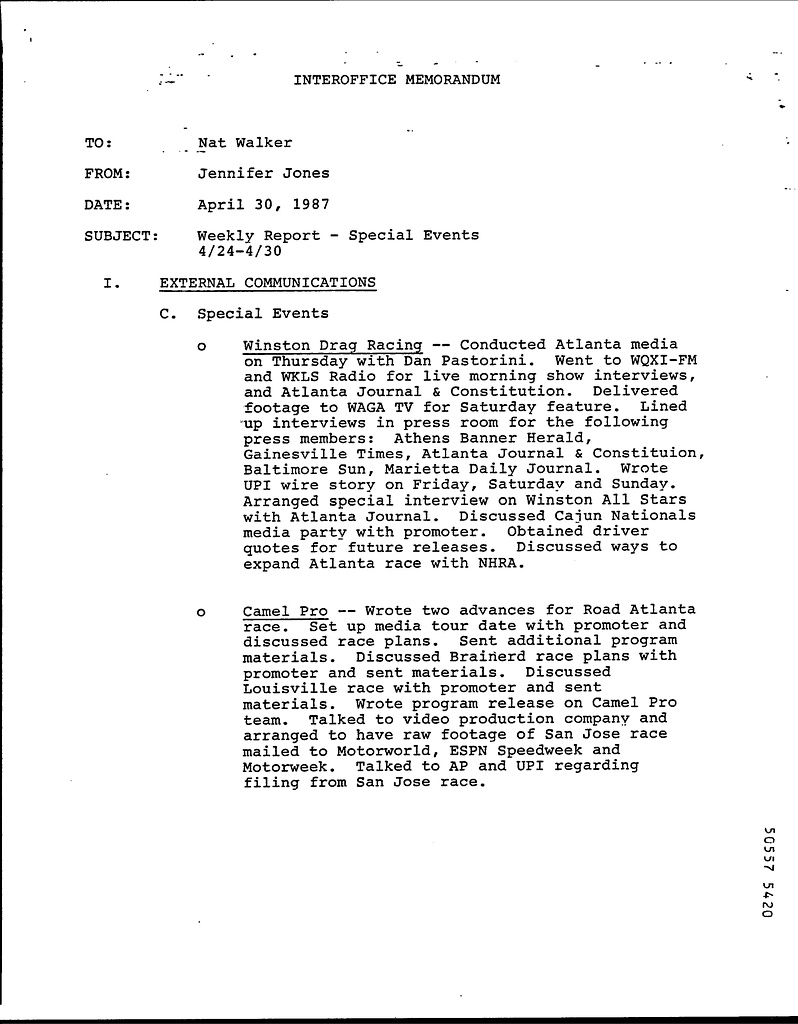 INTEROFFICE MEMORANDUM
TO: Nat Walker
FROM: Jennifer Jones
DATE: April 30, 1987
SUBJECT: Weekly Report - Special Events
4/24-4/30
I. EXTERNAL COMMUNICATIONS
C. Special Events
o Winston Drag Racing -- Conducted Atlanta media
on Thursday with Dan Pastorini. Went to WQXI-FM
and WKLS Radio for live morning show interviews,
and Atlanta Journal & Constitution. Delivered
footage to WAGA TV for Saturday feature. Lined
up interviews in press room for the following
press members: Athens Banner Herald,
Gainesville Times, Atlanta Journal & Constituion,
Baltimore Sun, Marietta Daily Journal. Wrote
UPI wire story on Friday, Saturday and Sunday.
Arranged special interview on Winston All Stars
with Atlanta Journal. Discussed Cajun Nationals
media party with promoter. Obtained driver
quotes for future releases. Discussed ways to
expand Atlanta race with NHRA.
o Camel Pro -- Wrote two advances for Road Atlanta
race. Set up media tour date with promoter and
discussed race plans. Sent additional program
materials. Discussed Brainerd race plans with
promoter and sent materials. Discussed
Louisville race with promoter and sent
materials. Wrote program release on Camel Pro
team. Talked to video production company and
arranged to have raw footage of San Jose race
mailed to Motorworld, ESPN Speedweek and
Motorweek. Talked to AP and UPI regarding
filing from San Jose race.
50557 5420